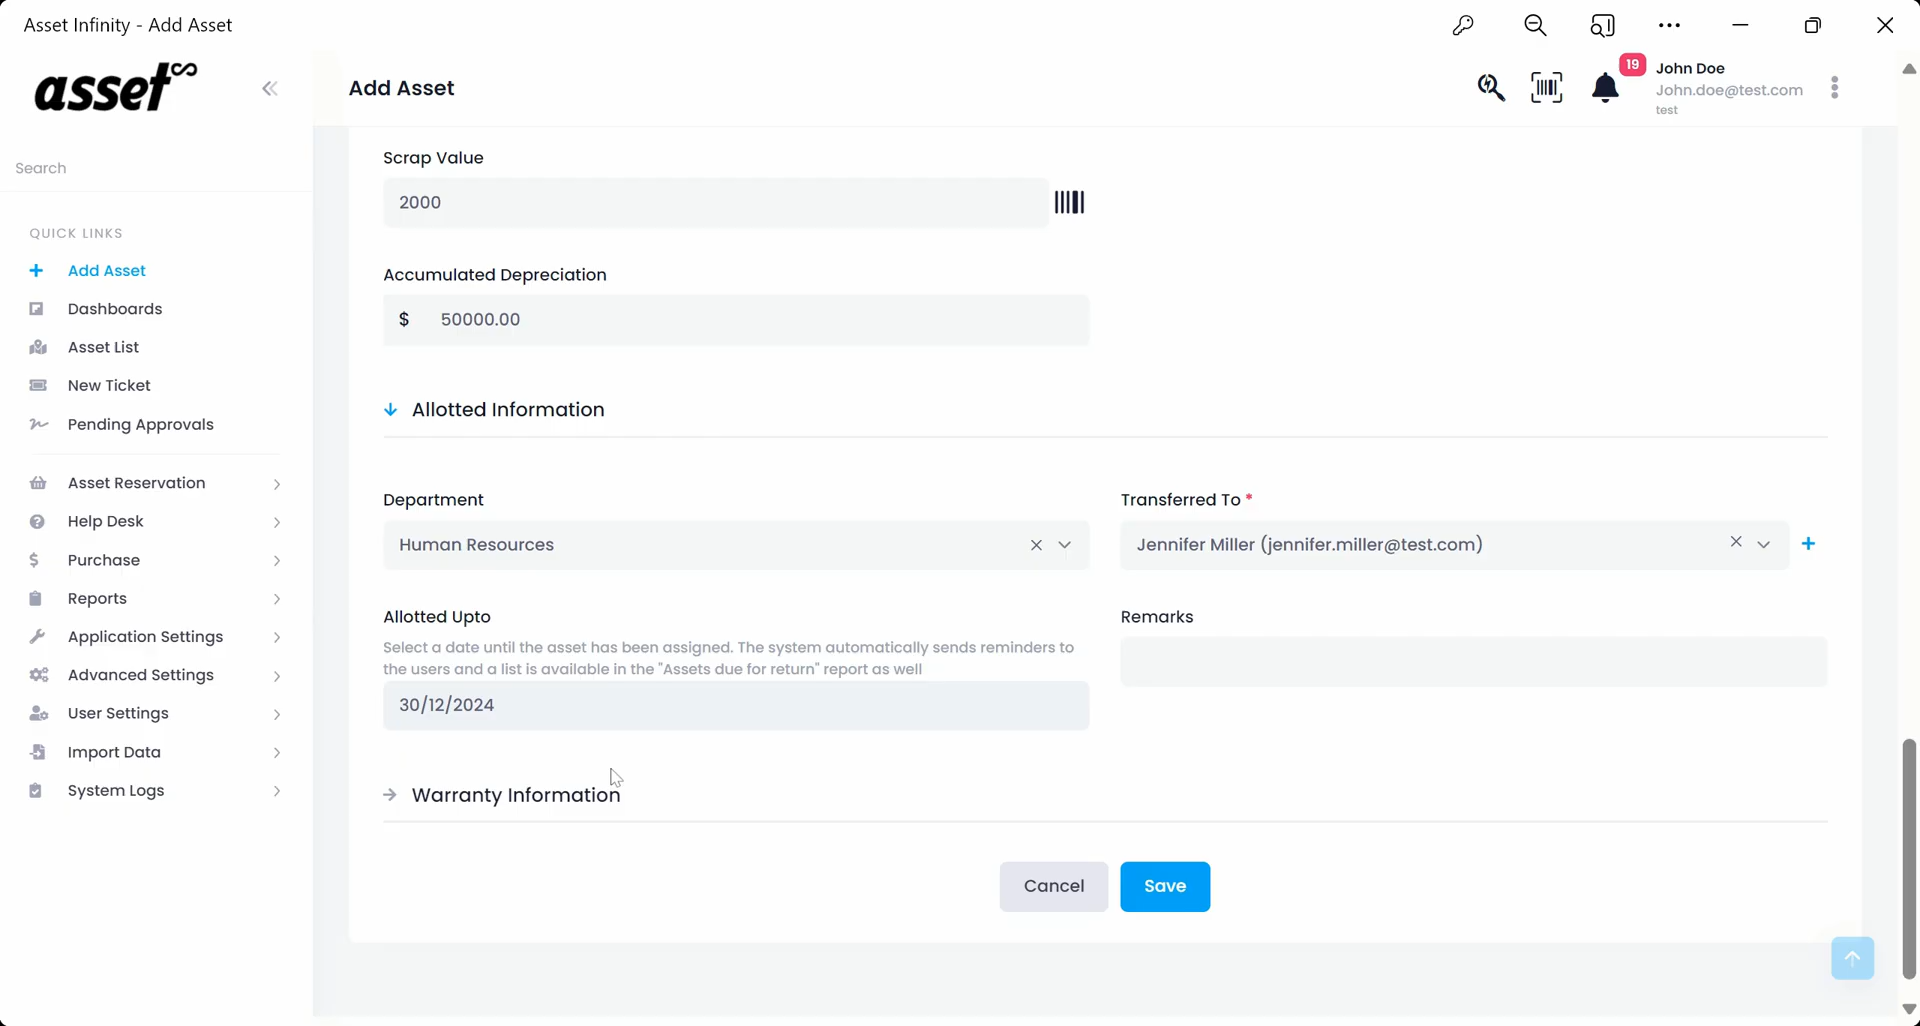 Asset Infinity - Add Asset
asset∞
Add Asset
19
John Doe
John.doe@test.com
test
Search
QUICK LINKS
Add Asset
Dashboards
Asset List
New Ticket
Pending Approvals
Asset Reservation
Help Desk
Purchase
Reports
Application Settings
Advanced Settings
User Settings
Import Data
System Logs
Scrap Value
2000
Accumulated Depreciation
$ 50000.00
Allotted Information
Department
Transferred To *
Human Resources
Jennifer Miller (jennifer.miller@test.com)
Allotted Upto
Remarks
Select a date until the asset has been assigned. The system automatically sends reminders to
the users and a list is available in the "Assets due for return" report as well
30/12/2024
Warranty Information
Cancel
Save